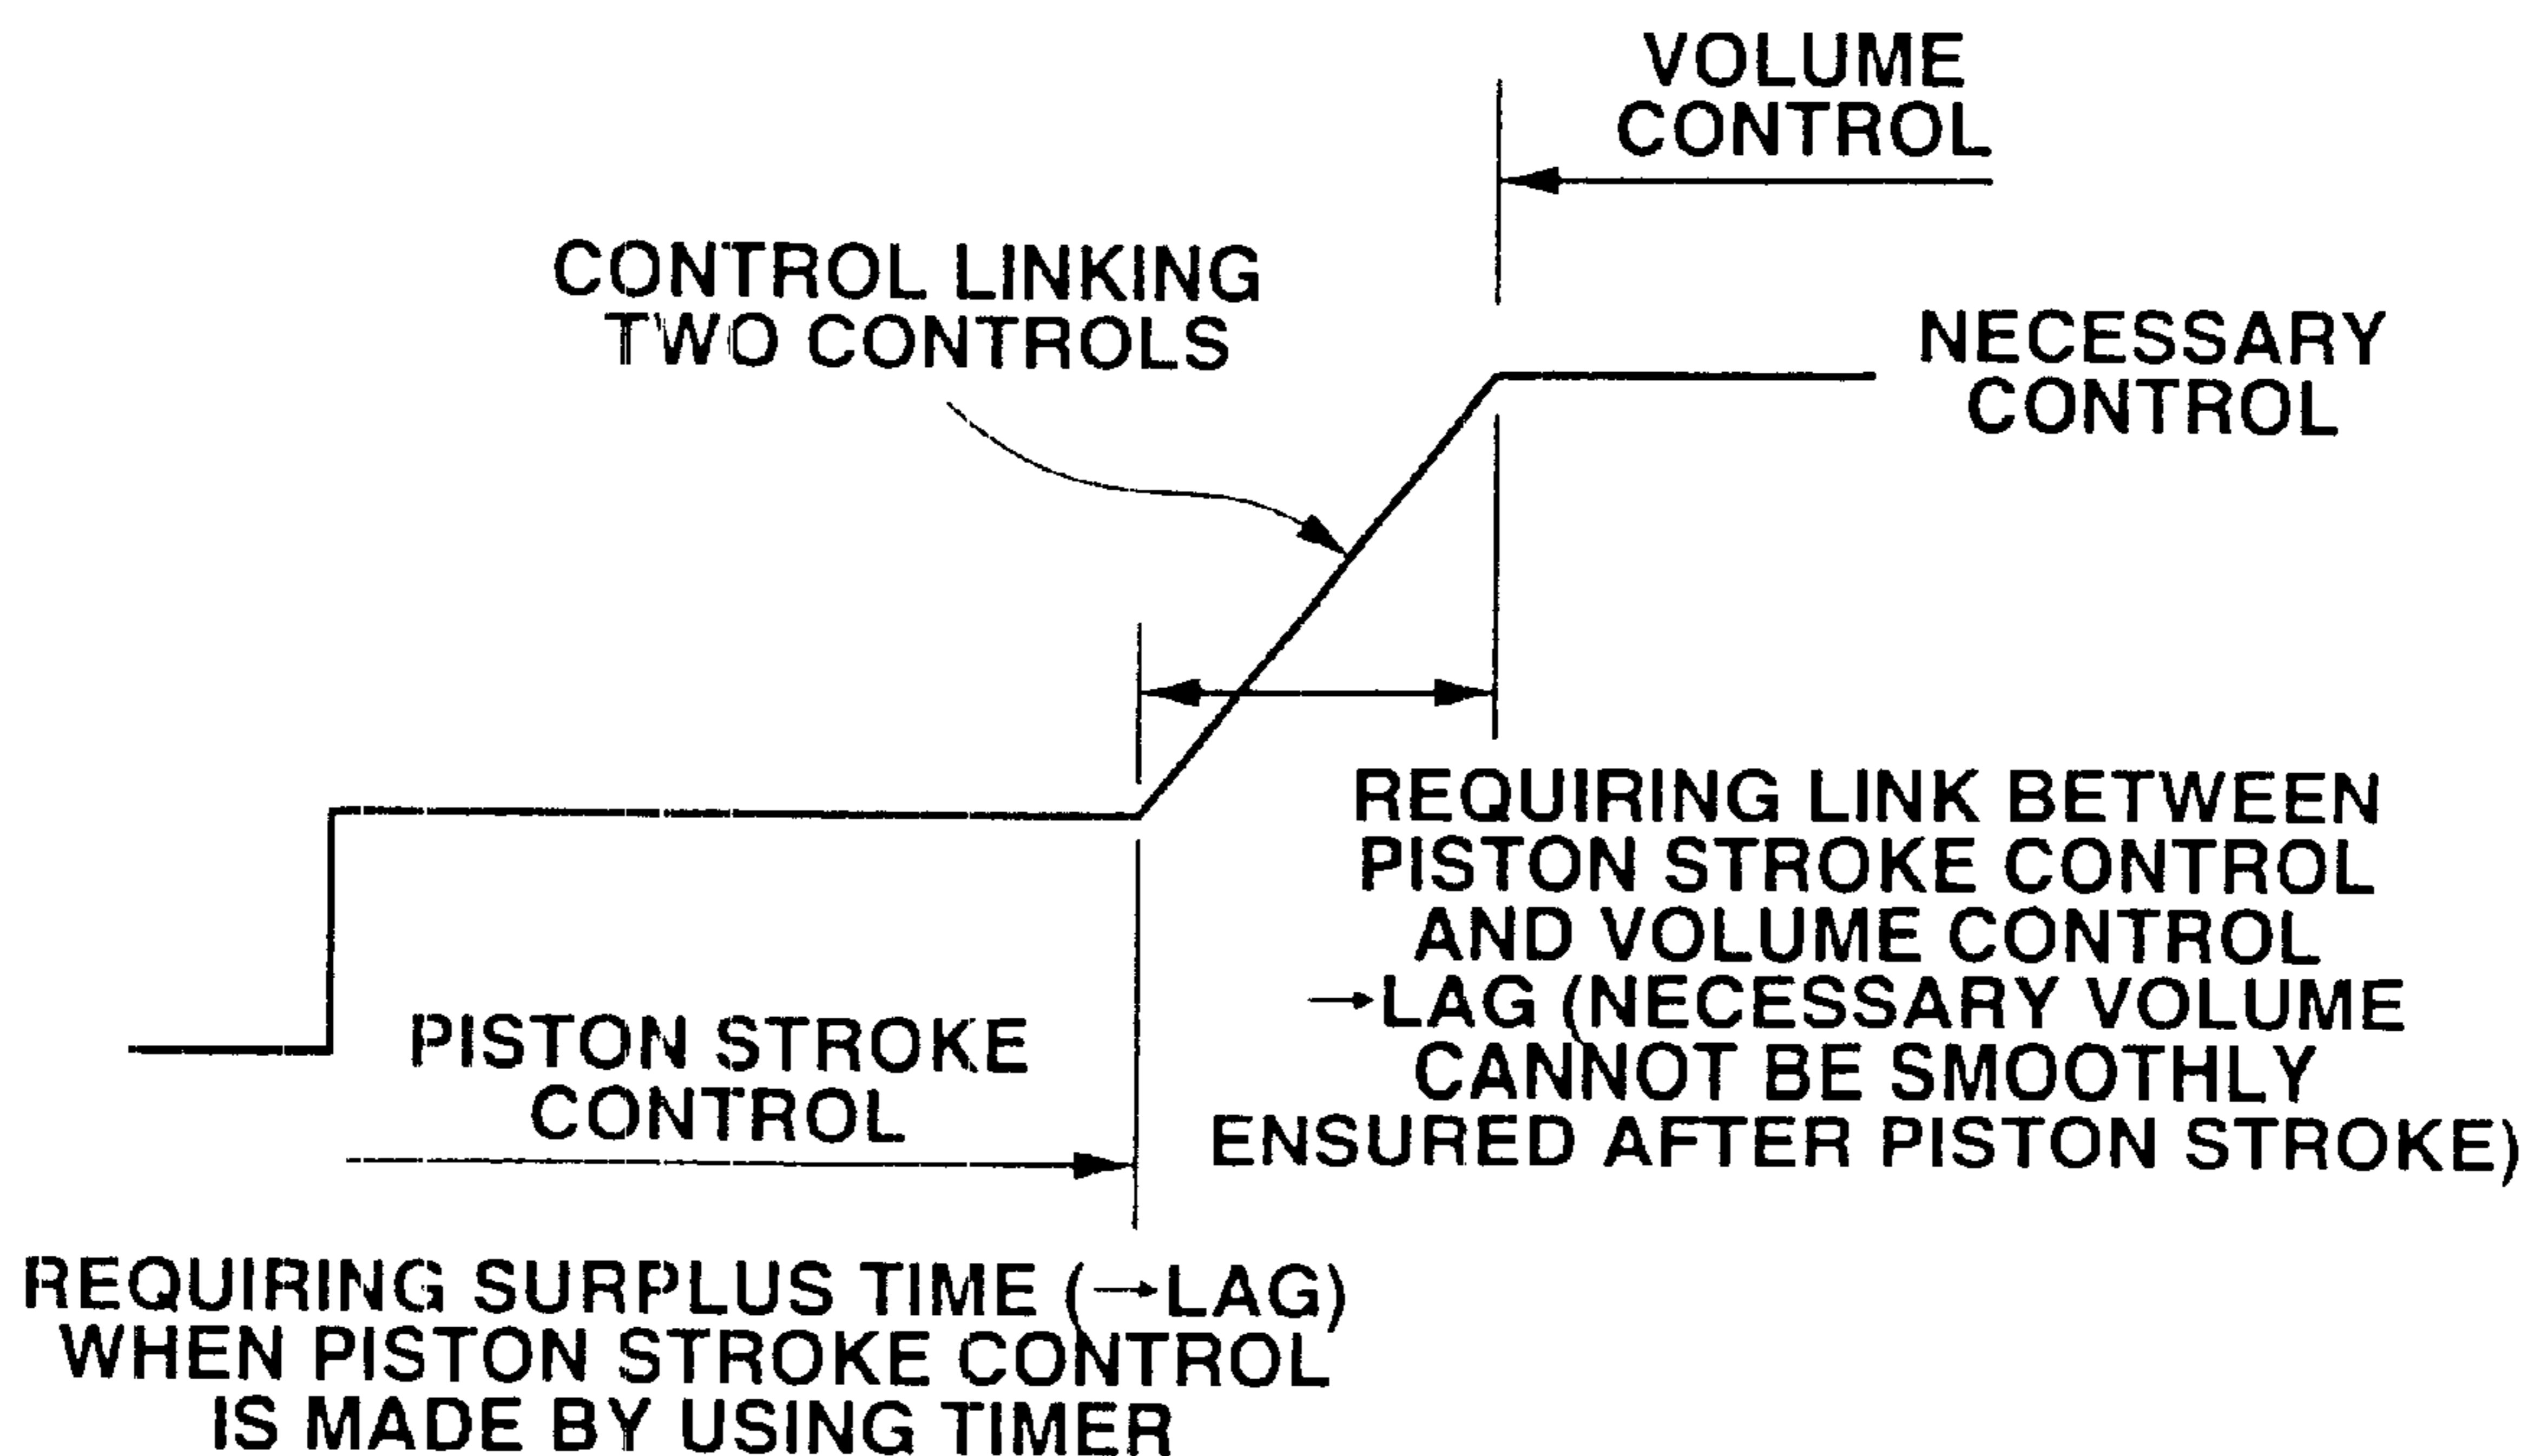 VOLUME
CONTROL
CONTROL LINKING
TWO CONTROLS
NECESSARY
CONTROL
REQUIRING LINK BETWEEN
PISTON STROKE CONTROL
AND VOLUME CONTROL
→LAG (NECESSARY VOLUME
CANNOT BE SMOOTHLY
ENSURED AFTER PISTON STROKE)
PISTON STROKE
CONTROL
REQUIRING SURPLUS TIME (→LAG)
WHEN PISTON STROKE CONTROL
IS MADE BY USING TIMER